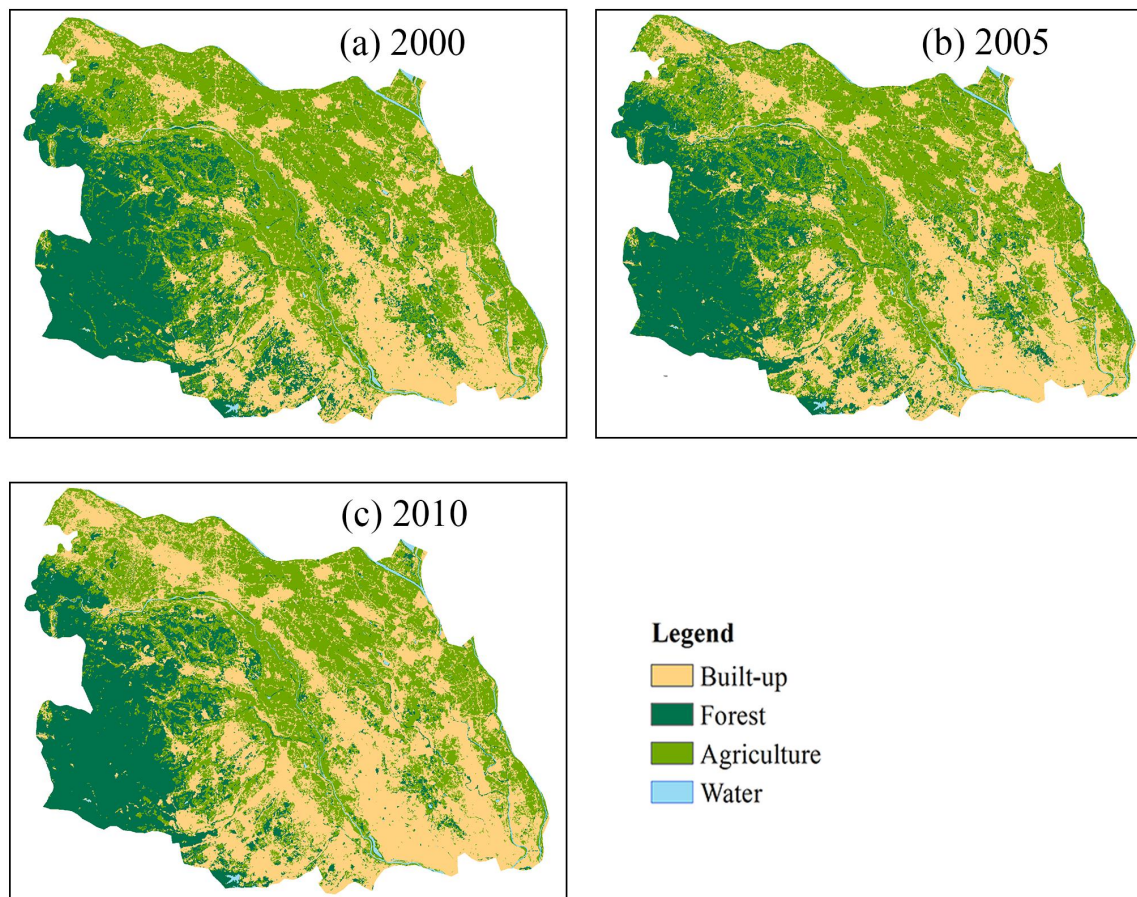 (a) 2000
(b) 2005
(c) 2010
Legend
Built-up
Forest
Agriculture
Water